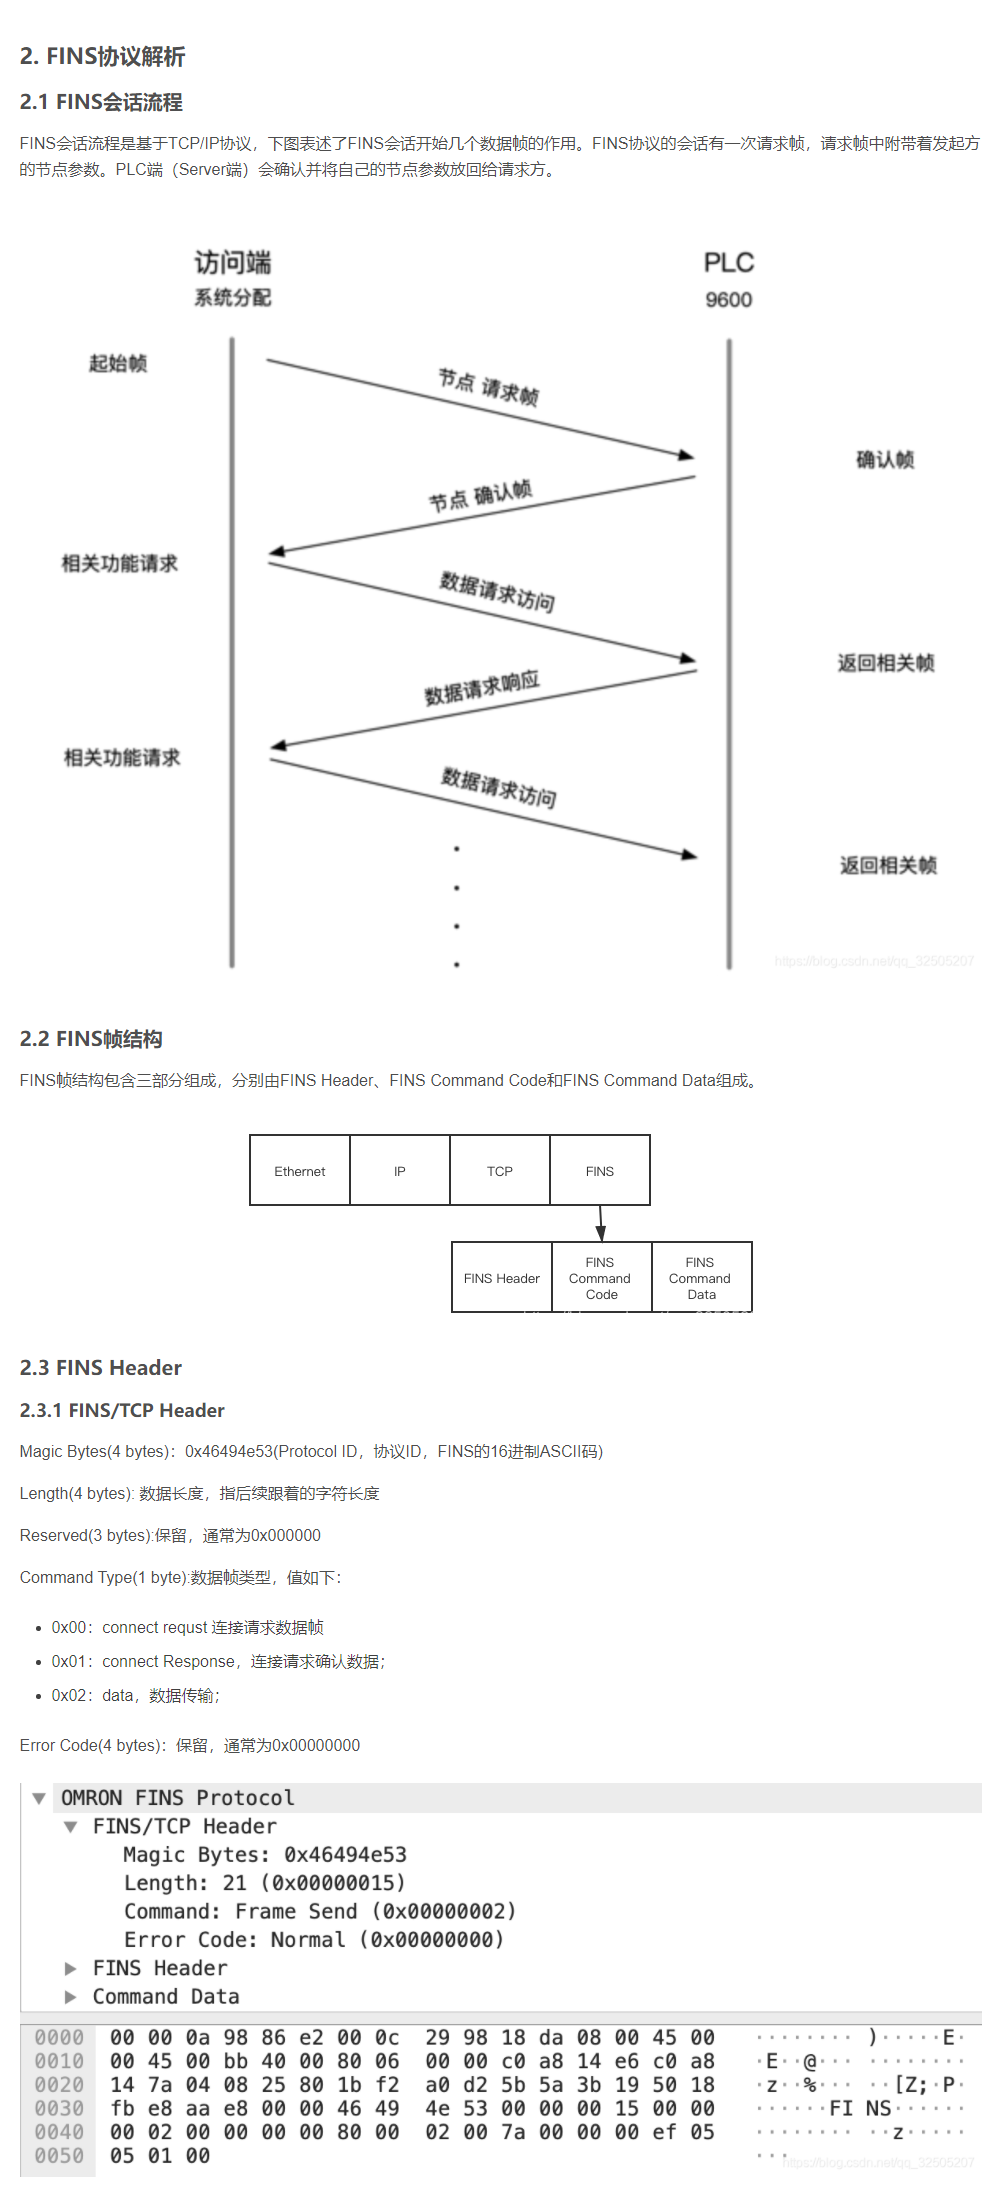 2. FINS协议解析
2.1 FINS会话流程
FINS会话流程是基于TCP/IP协议，下图表述了FINS会话开始几个数据帧的作用。FINS协议的会话有一次请求帧，请求帧中附带着发起方
的节点参数。PLC端（Server端）会确认并将自己的节点参数放回给请求方。
访问端
PLC
系统分配
9600
起始帧
节点 请求帧
确认帧
节点 确认帧
相关功能请求
数据请求访问
返回相关帧
数据请求响应
相关功能请求
数据请求访问
返回相关帧
https://blog.csdn.net/qq_32505207
2.2 FINS帧结构
FINS帧结构包含三部分组成，分别由FINS Header、FINS Command Code和FINS Command Data组成。
Ethernet
IP
TCP
FINS
FINS Header
FINS
Command
Code
FINS
Command
Data
2.3 FINS Header
2.3.1 FINS/TCP Header
Magic Bytes(4 bytes)：0x46494e53(Protocol ID，协议ID，FINS的16进制ASCII码)
Length(4 bytes): 数据长度，指后续跟着的字符长度
Reserved(3 bytes):保留，通常为0x000000
Command Type(1 byte):数据帧类型，值如下：
• 0x00：connect requst 连接请求数据帧
• 0x01：connect Response，连接请求确认数据；
• 0x02：data，数据传输；
Error Code(4 bytes)：保留，通常为0x00000000
OMRON FINS Protocol
FINS/TCP Header
Magic Bytes: 0x46494e53
Length: 21 (0x00000015)
Command: Frame Send (0x00000002)
Error Code: Normal (0x00000000)
FINS Header
Command Data
0000 00 00 0a 98 86 e2 00 0c 29 98 18 da 08 00 45 00 ········ )·····E·
0010 00 45 00 bb 40 00 80 06 00 00 c0 a8 14 e6 c0 a8 ·E··@··· ········
0020 14 7a 04 08 25 80 1b f2 a0 d2 5b 5a 3b 19 50 18 ·z··%··· ··[Z;·P·
0030 fb e8 aa e8 00 00 46 49 4e 53 00 00 00 15 00 00 ······FI NS······
0040 00 02 00 00 00 00 80 00 02 00 7a 00 00 00 ef 05 ········ ··z·····
0050 05 01 00 ···
https://blog.csdn.net/qq_32505207